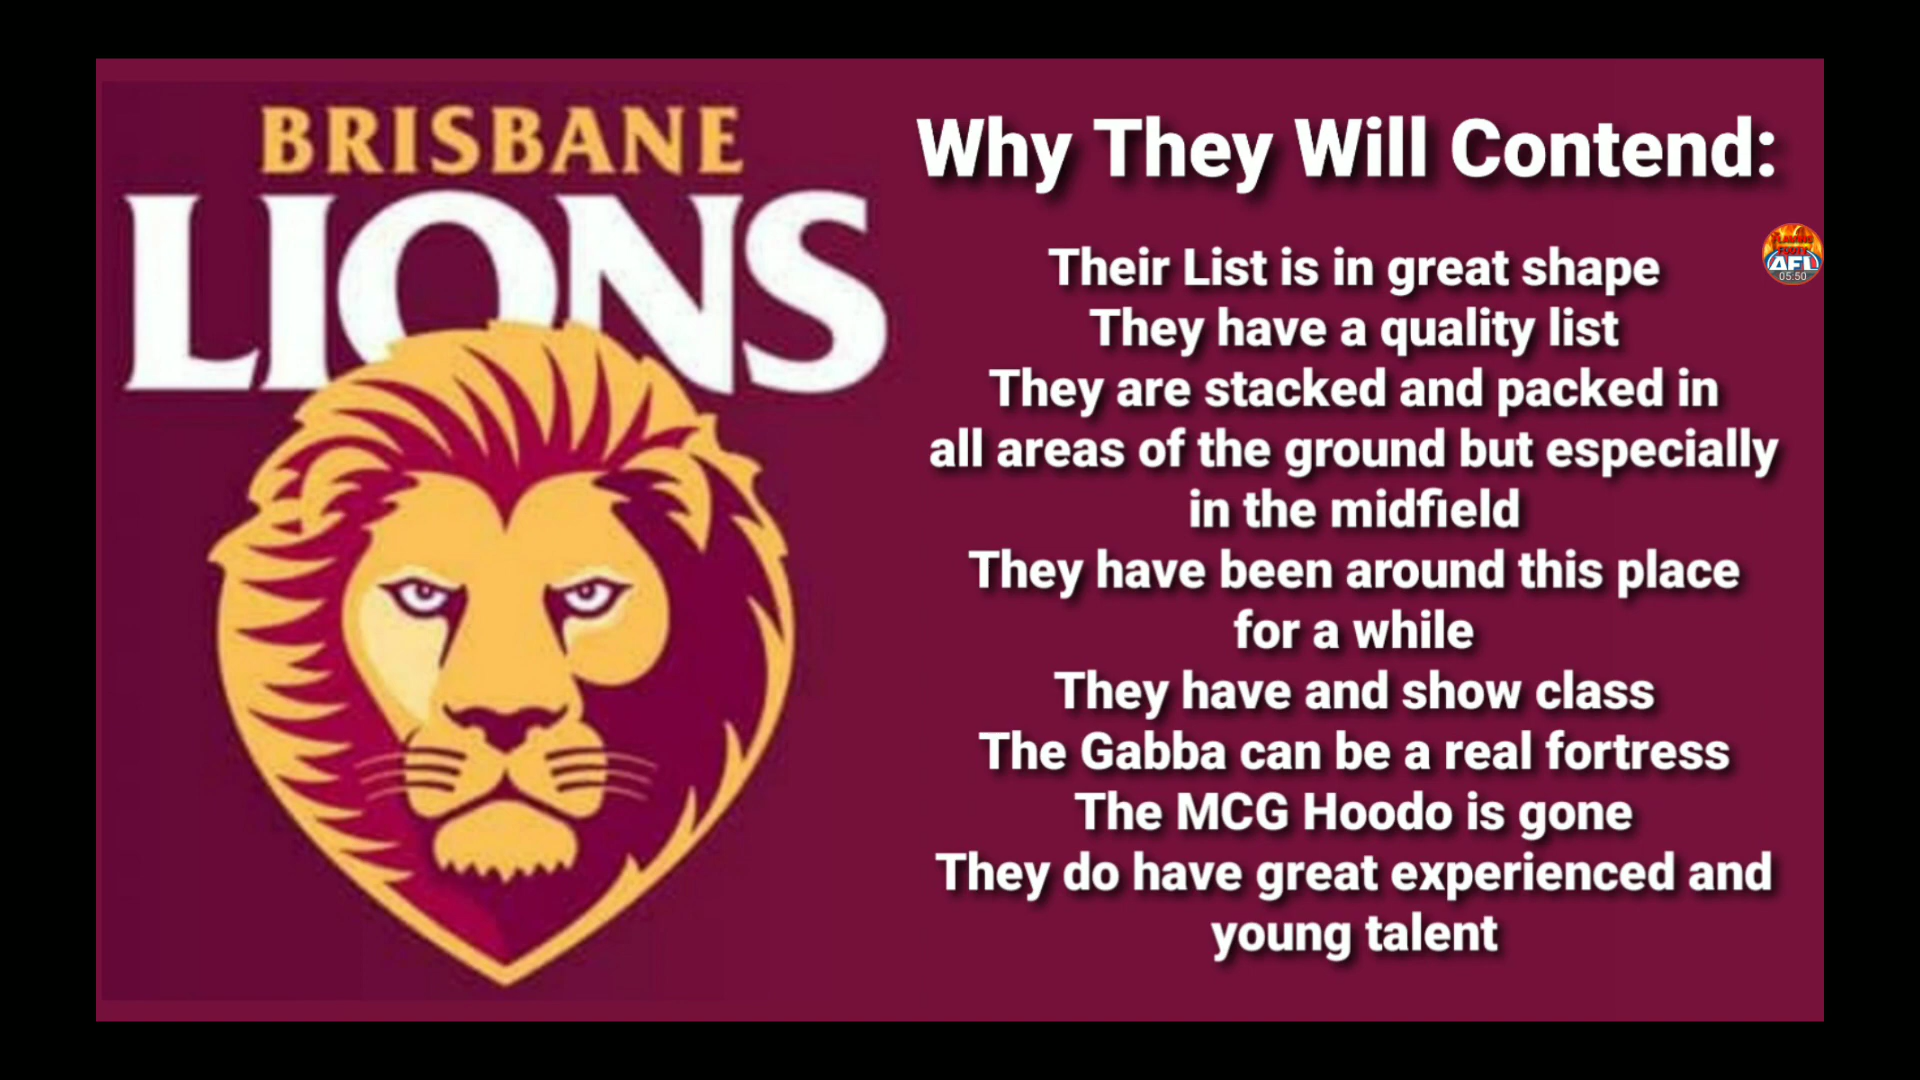 BRISBANE
LIONS
Why They Will Contend:
Their List is in great shape
They have a quality list
They are stacked and packed in
all areas of the ground but especially
in the midfield
They have been around this place
for a while
They have and show class
The Gabba can be a real fortress
The MCG Hoodo is gone
They do have great experienced and
young talent
AFL
05:50